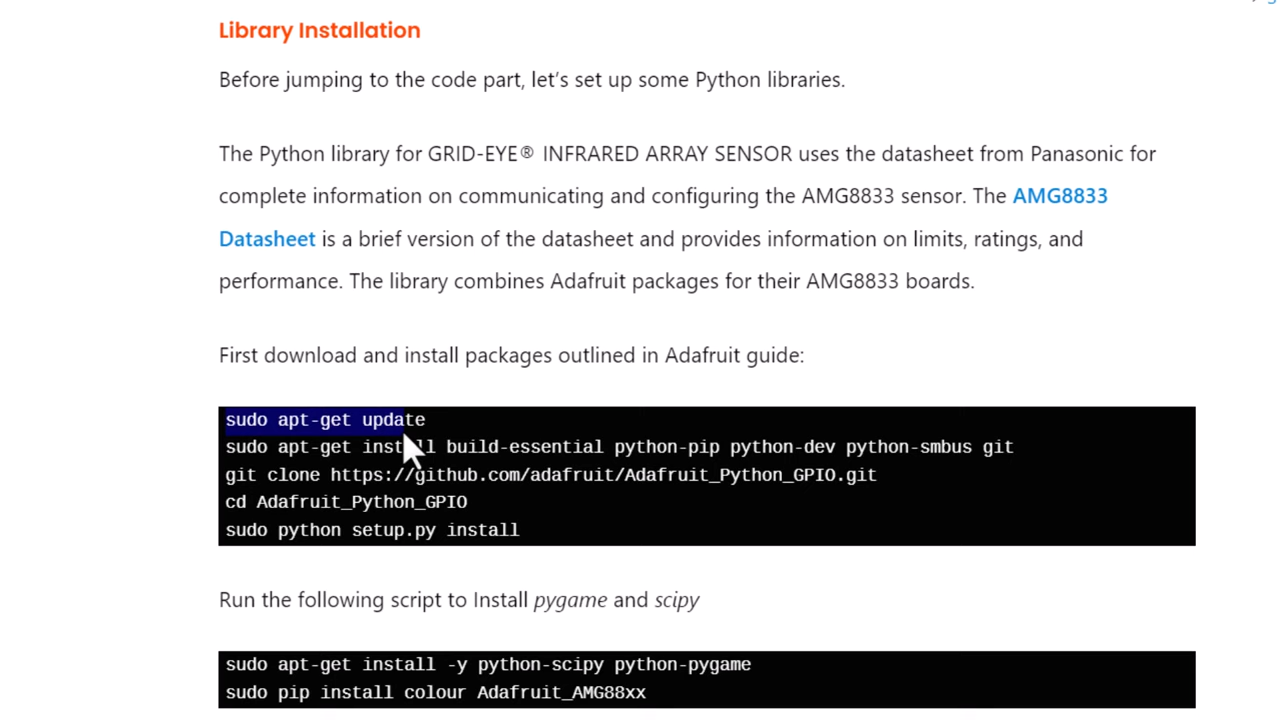 Library Installation
Before jumping to the code part, let's set up some Python libraries.
The Python library for GRID-EYE® INFRARED ARRAY SENSOR uses the datasheet from Panasonic for
complete information on communicating and configuring the AMG8833 sensor. The AMG8833
Datasheet is a brief version of the datasheet and provides information on limits, ratings, and
performance. The library combines Adafruit packages for their AMG8833 boards.
First download and install packages outlined in Adafruit guide:
sudo apt-get update
sudo apt-get install build-essential python-pip python-dev python-smbus git
git clone https://github.com/adafruit/Adafruit_Python_GPIO.git
cd Adafruit_Python_GPIO
sudo python setup.py install
Run the following script to Install pygame and scipy
sudo apt-get install -y python-scipy python-pygame
sudo pip install colour Adafruit_AMG88xx